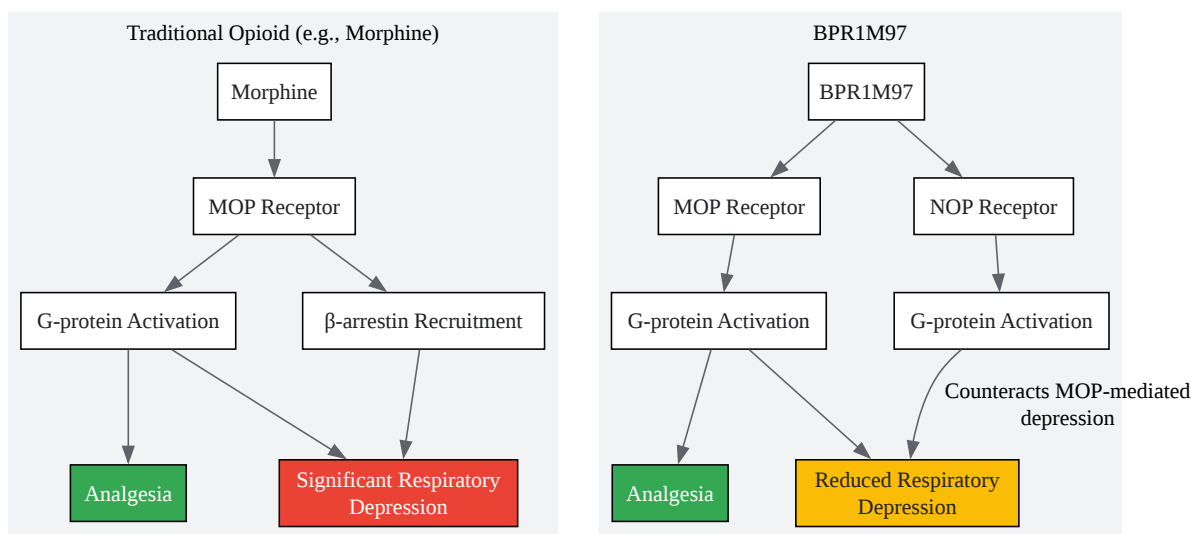 Traditional Opioid (e.g., Morphine)
Morphine
MOP Receptor
G-protein Activation
β-arrestin Recruitment
Analgesia
Significant Respiratory
Depression
BPR1M97
BPR1M97
MOP Receptor
NOP Receptor
G-protein Activation
G-protein Activation
Counteracts MOP-mediated
depression
Analgesia
Reduced Respiratory
Depression